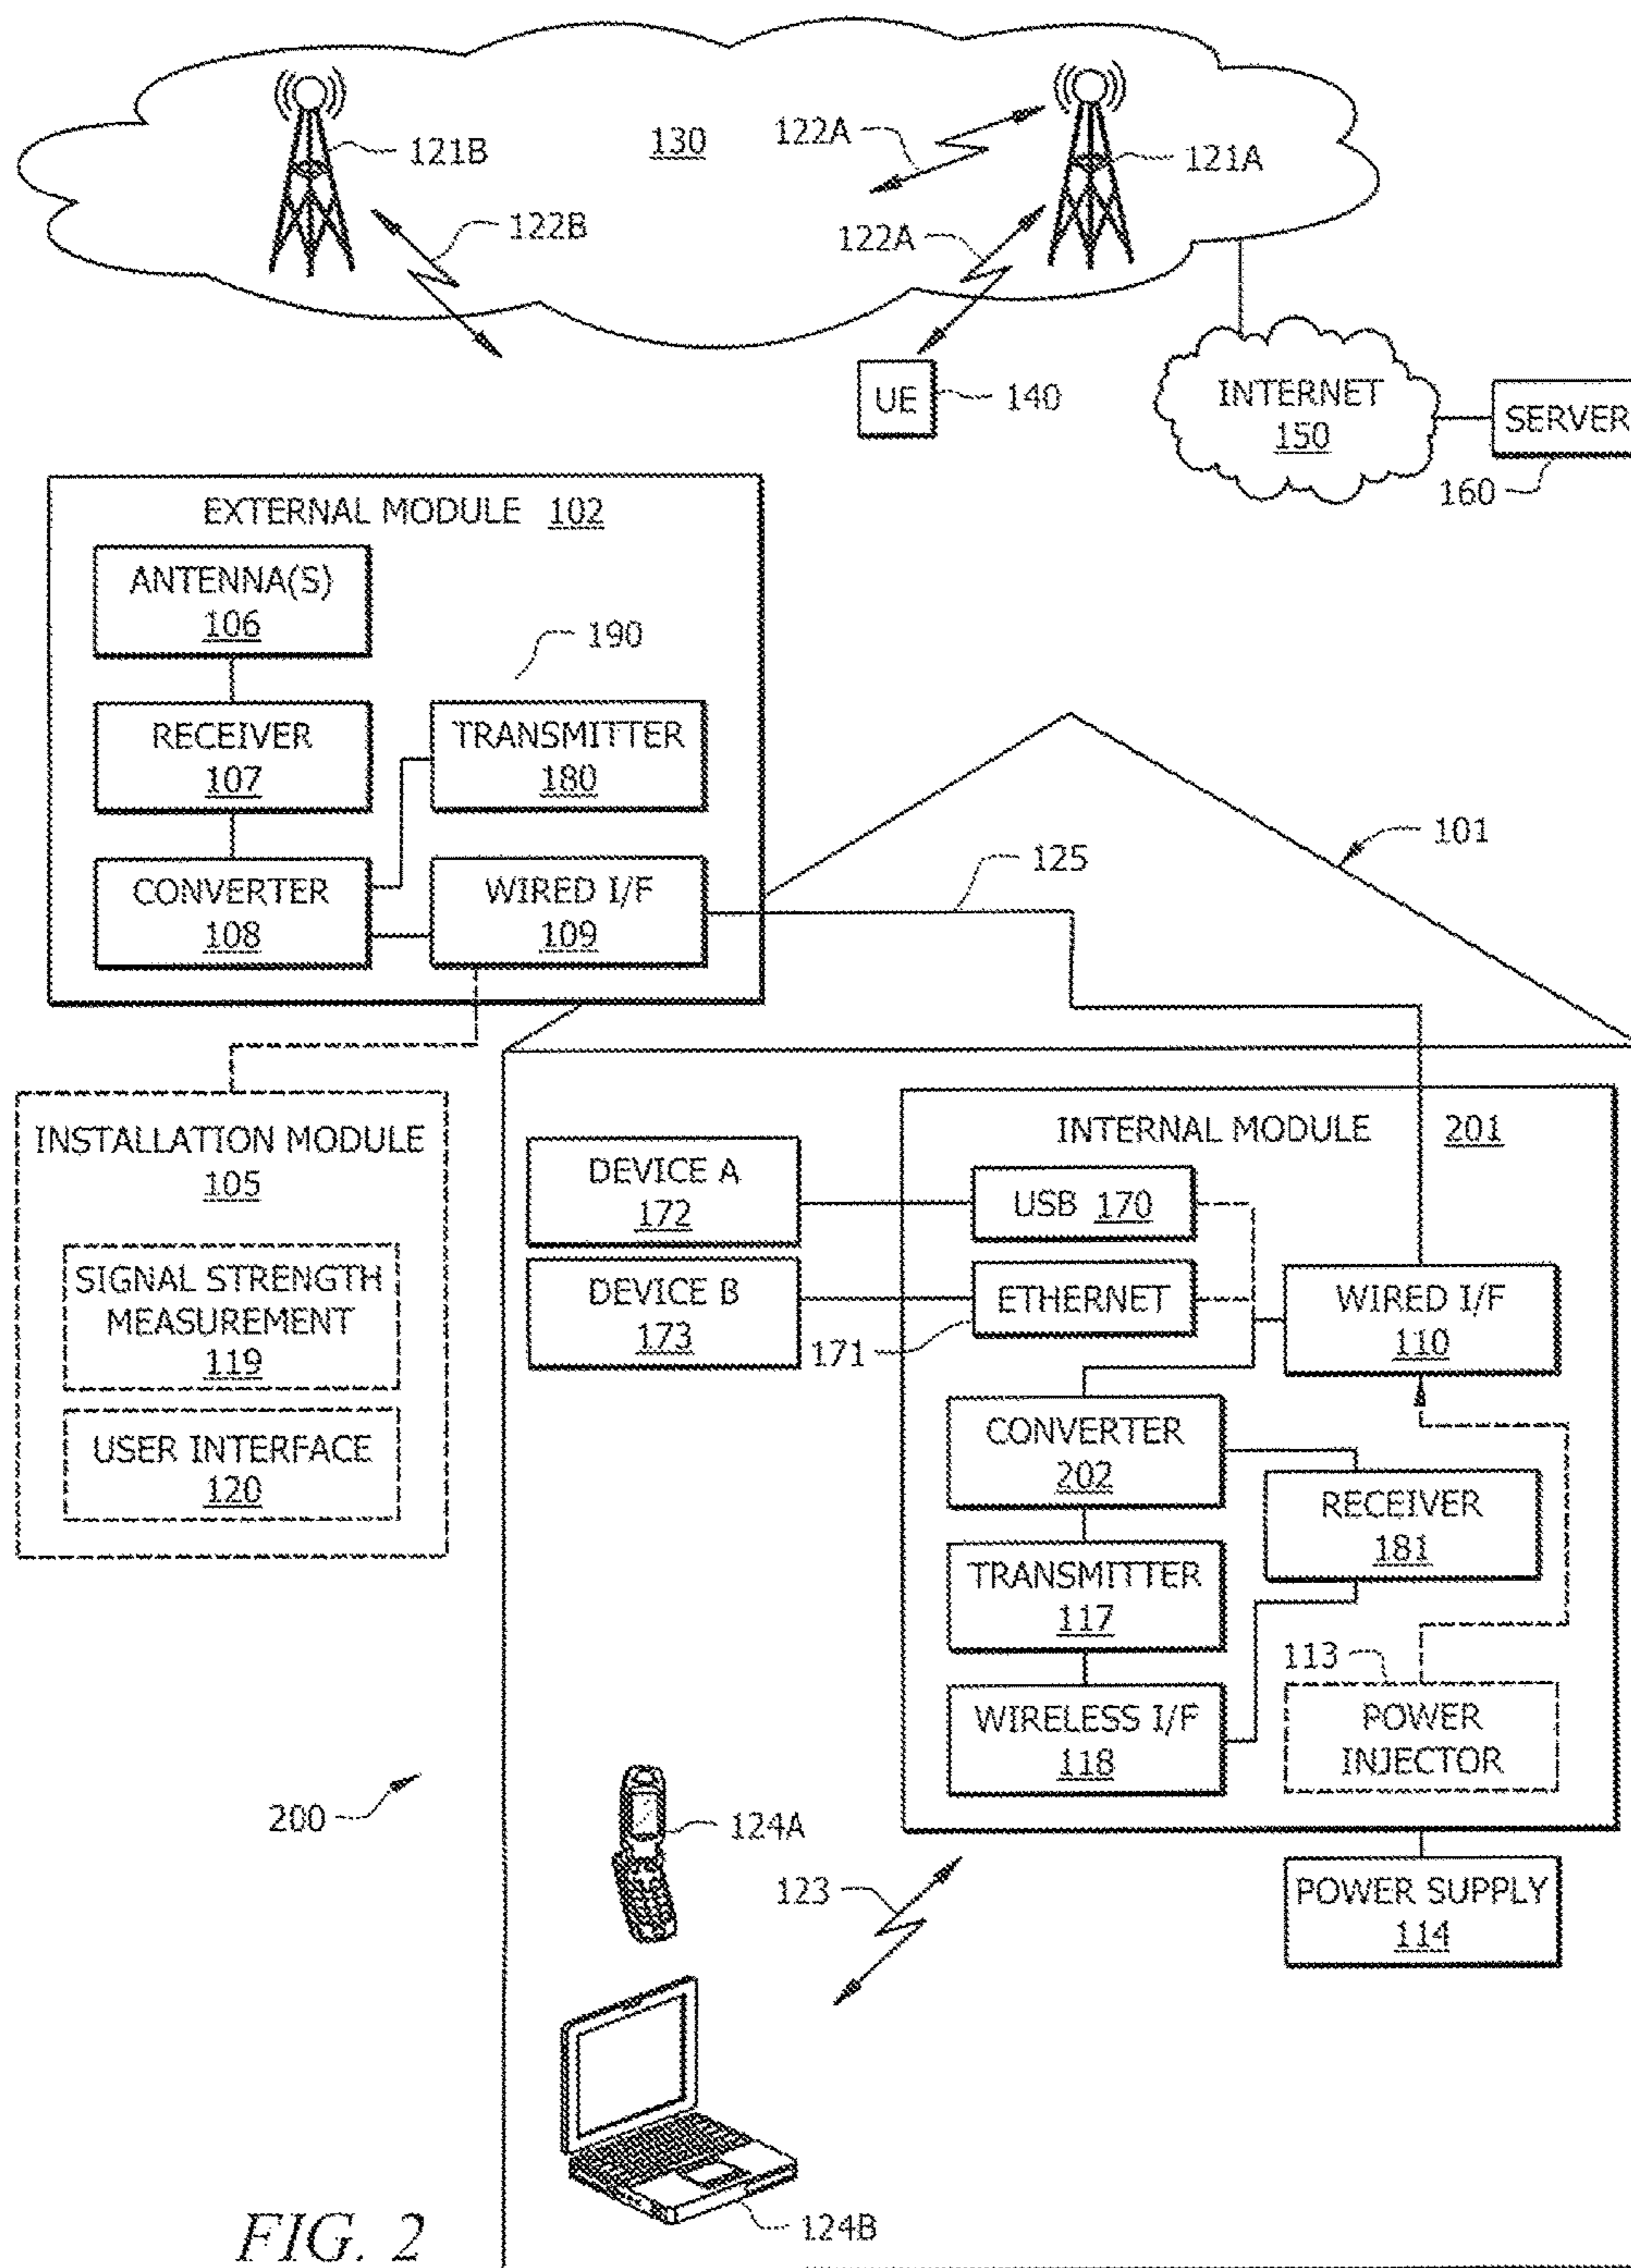 130
122A
121B
121A
122B
122A
UE
140
INTERNET
150
SERVER
160
EXTERNAL MODULE 102
ANTENNA(S)
106
190
RECEIVER
107
TRANSMITTER
180
CONVERTER
108
WIRED I/F
109
125
101
INSTALLATION MODULE
105
SIGNAL STRENGTH
MEASUREMENT
119
USER INTERFACE
120
INTERNAL MODULE 201
DEVICE A
172
USB 170
DEVICE B
173
ETHERNET
171
WIRED I/F
110
CONVERTER
202
RECEIVER
181
TRANSMITTER
117
113
WIRELESS I/F
118
POWER
INJECTOR
200
124A
123
POWER SUPPLY
114
124B
FIG. 2